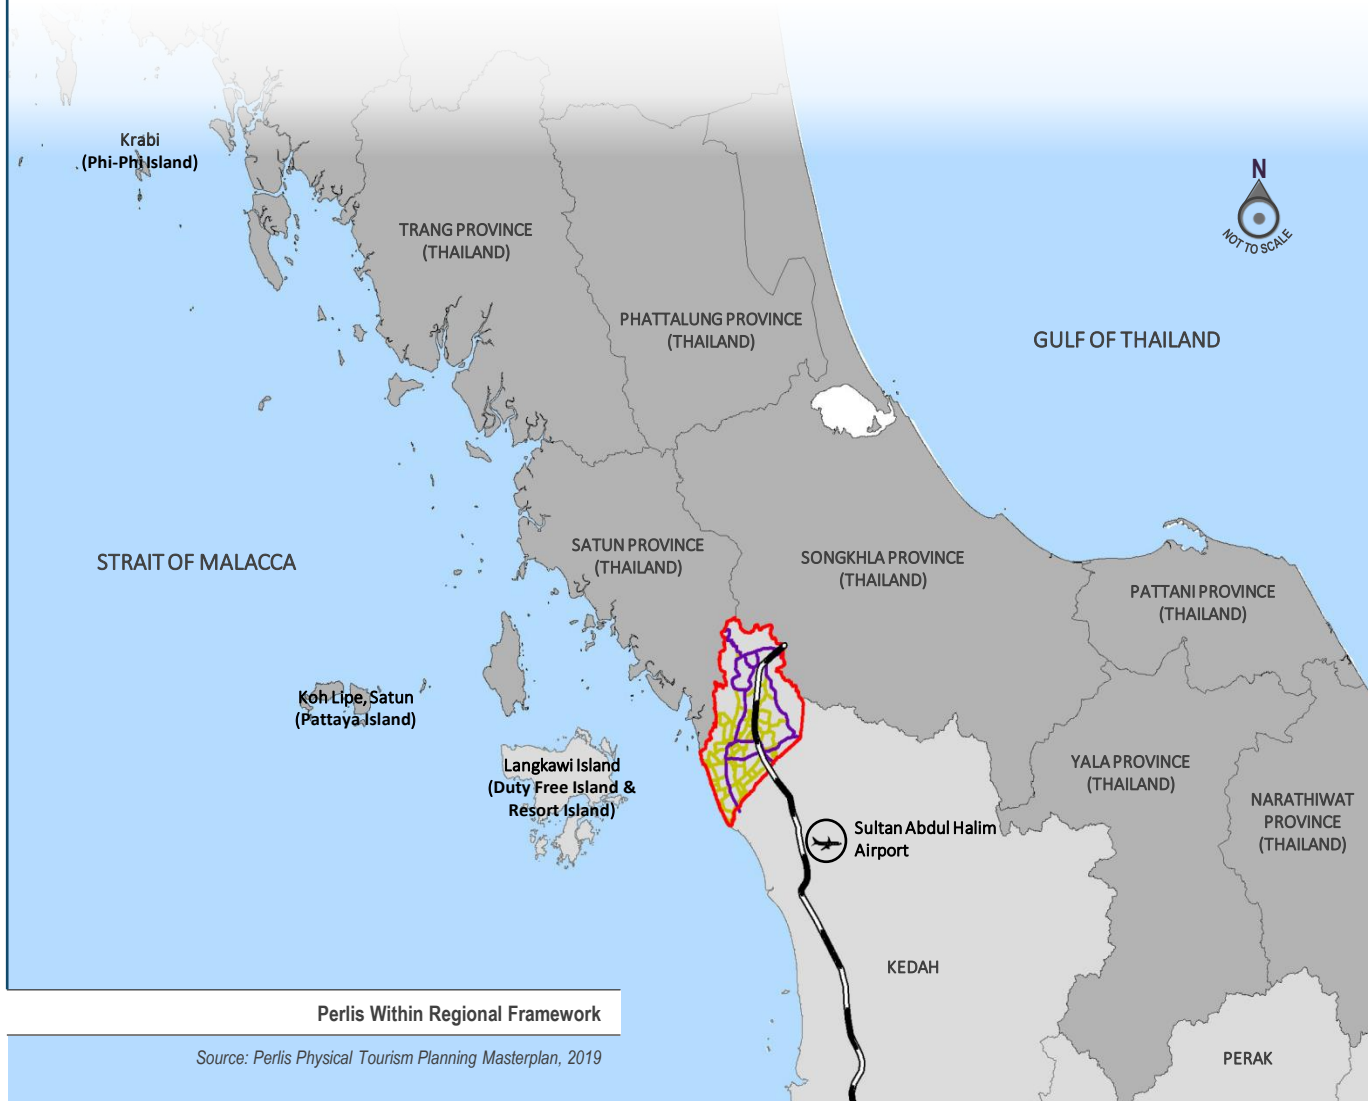 Krabi
(Phi-Phi Island)
N
NOT TO SCALE
TRANG PROVINCE
(THAILAND)
PHATTALUNG PROVINCE
(THAILAND)
GULF OF THAILAND
STRAIT OF MALACCA
SATUN PROVINCE
(THAILAND)
SONGKHLA PROVINCE
(THAILAND)
PATTANI PROVINCE
(THAILAND)
Koh Lipe, Satun
(Pattaya Island)
Langkawi Island
(Duty Free Island &
Resort Island)
YALA PROVINCE
(THAILAND)
NARATHIWAT
PROVINCE
(THAILAND)
Sultan Abdul Halim
Airport
KEDAH
Perlis Within Regional Framework
Source: Perlis Physical Tourism Planning Masterplan, 2019
PERAK